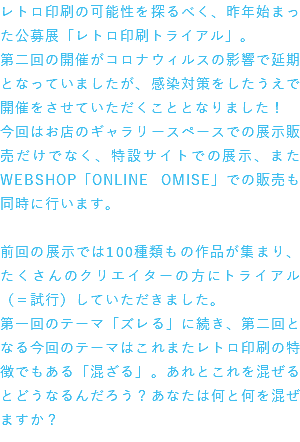 レトロ印刷の可能性を探るべく、昨年始まっ
た公募展「レトロ印刷トライアル」。
第二回の開催がコロナウィルスの影響で延期
となっていましたが、感染対策をしたうえで
開催をさせていただくこととなりました！
今回はお店のギャラリースペースでの展示販
売だけでなく、特設サイトでの展示、また
WEBSHOP「ONLINE OMISE」での販売も
同時に行います。
前回の展示では100種類もの作品が集まり、
たくさんのクリエイターの方にトライアル
（＝試行）していただきました。
第一回のテーマ「ズレる」に続き、第二回と
なる今回のテーマはこれまたレトロ印刷の特
徴でもある「混ざる」。あれとこれを混ぜる
とどうなるんだろう？あなたは何と何を混ぜ
ますか？